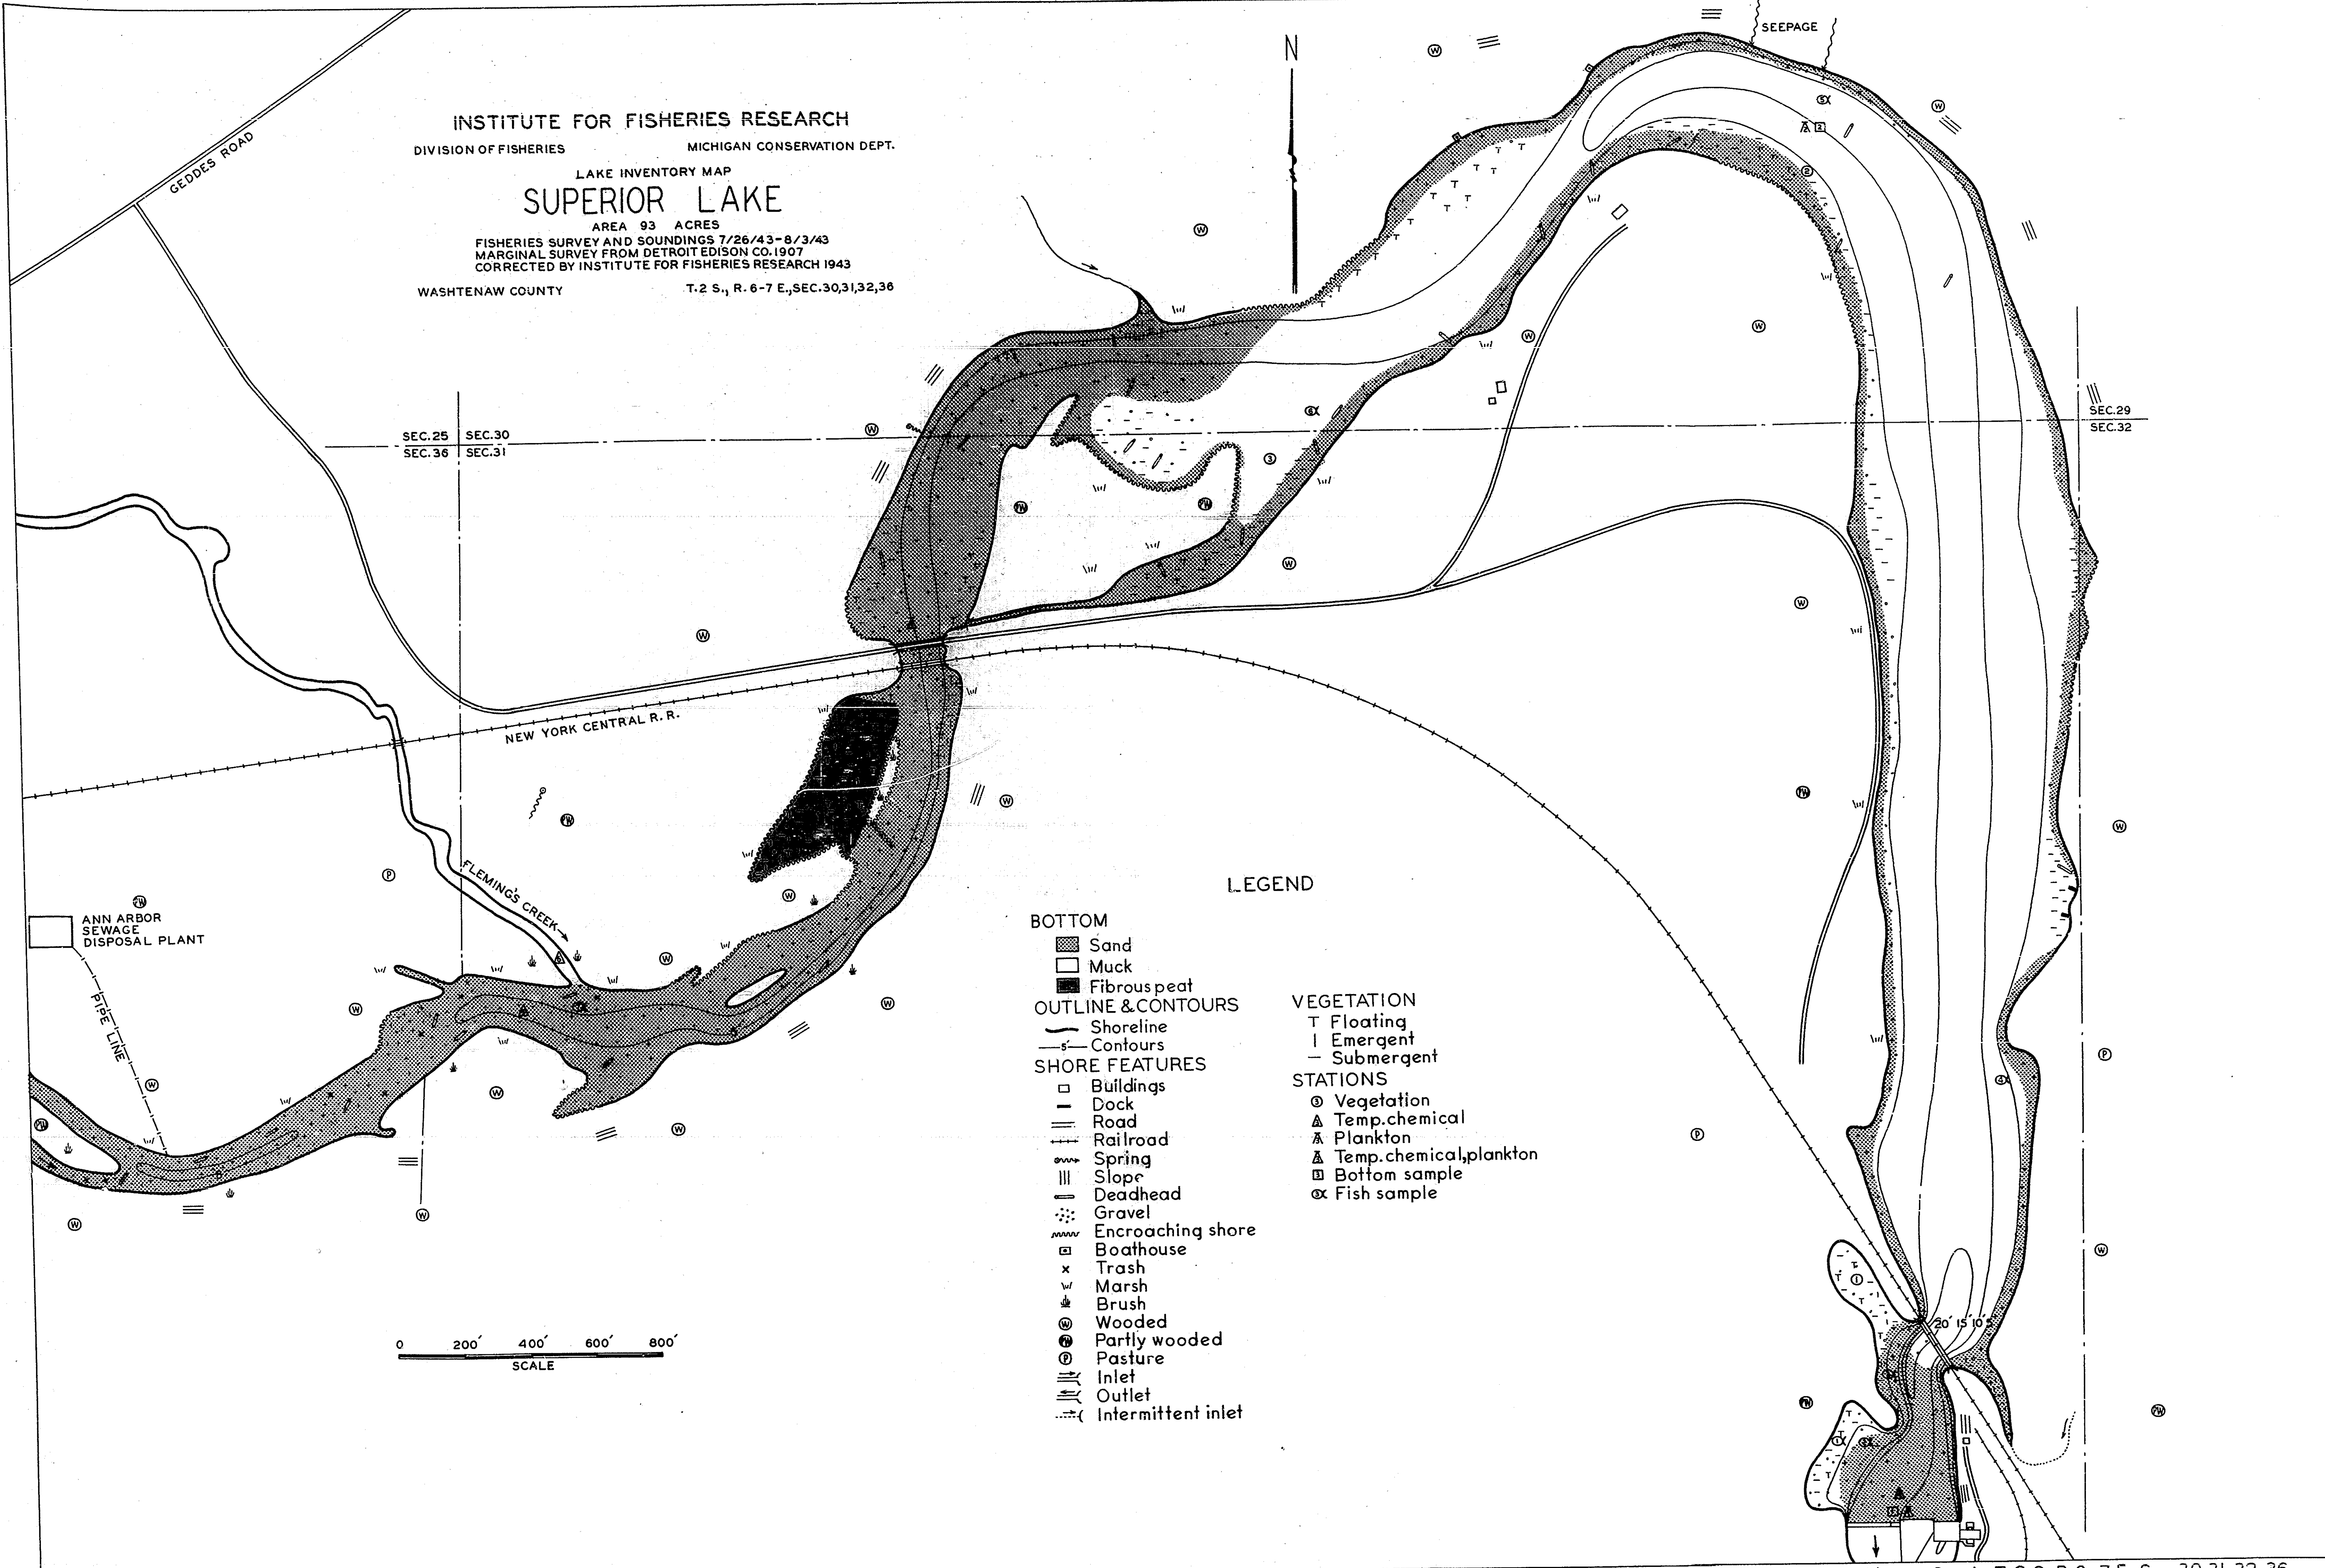 SEEPAGE
N
GEDDES ROAD
INSTITUTE FOR FISHERIES RESEARCH
DIVISION OF FISHERIES MICHIGAN CONSERVATION DEPT.
LAKE INVENTORY MAP
SUPERIOR LAKE
AREA 93 ACRES
FISHERIES SURVEY AND SOUNDINGS 7/26/43-8/3/43
MARGINAL SURVEY FROM DETROIT EDISON CO. 1907
CORRECTED BY INSTITUTE FOR FISHERIES RESEARCH 1943
WASHTENAW COUNTY T.2 S., R.6-7 E., SEC.30,31,32,36
SEC.25 SEC.30
SEC.36 SEC.31
SEC.29
SEC.32
NEW YORK CENTRAL R.R.
FLEMING'S CREEK
ANN ARBOR
SEWAGE
DISPOSAL PLANT
PIPE LINE
0 200' 400' 600' 800'
SCALE
LEGEND
BOTTOM
Sand
Muck
Fibrous peat
OUTLINE & CONTOURS
Shoreline
5' Contours
SHORE FEATURES
Buildings
Dock
Road
Railroad
Spring
Slope
Deadhead
Gravel
Encroaching shore
Boathouse
Trash
Marsh
Brush
W Wooded
PW Partly wooded
P Pasture
Inlet
Outlet
Intermittent inlet
VEGETATION
T Floating
| Emergent
– Submergent
STATIONS
3 Vegetation
Temp.chemical
Plankton
Temp.chemical,plankton
3 Bottom sample
3 Fish sample
20' 15' 10' 5'